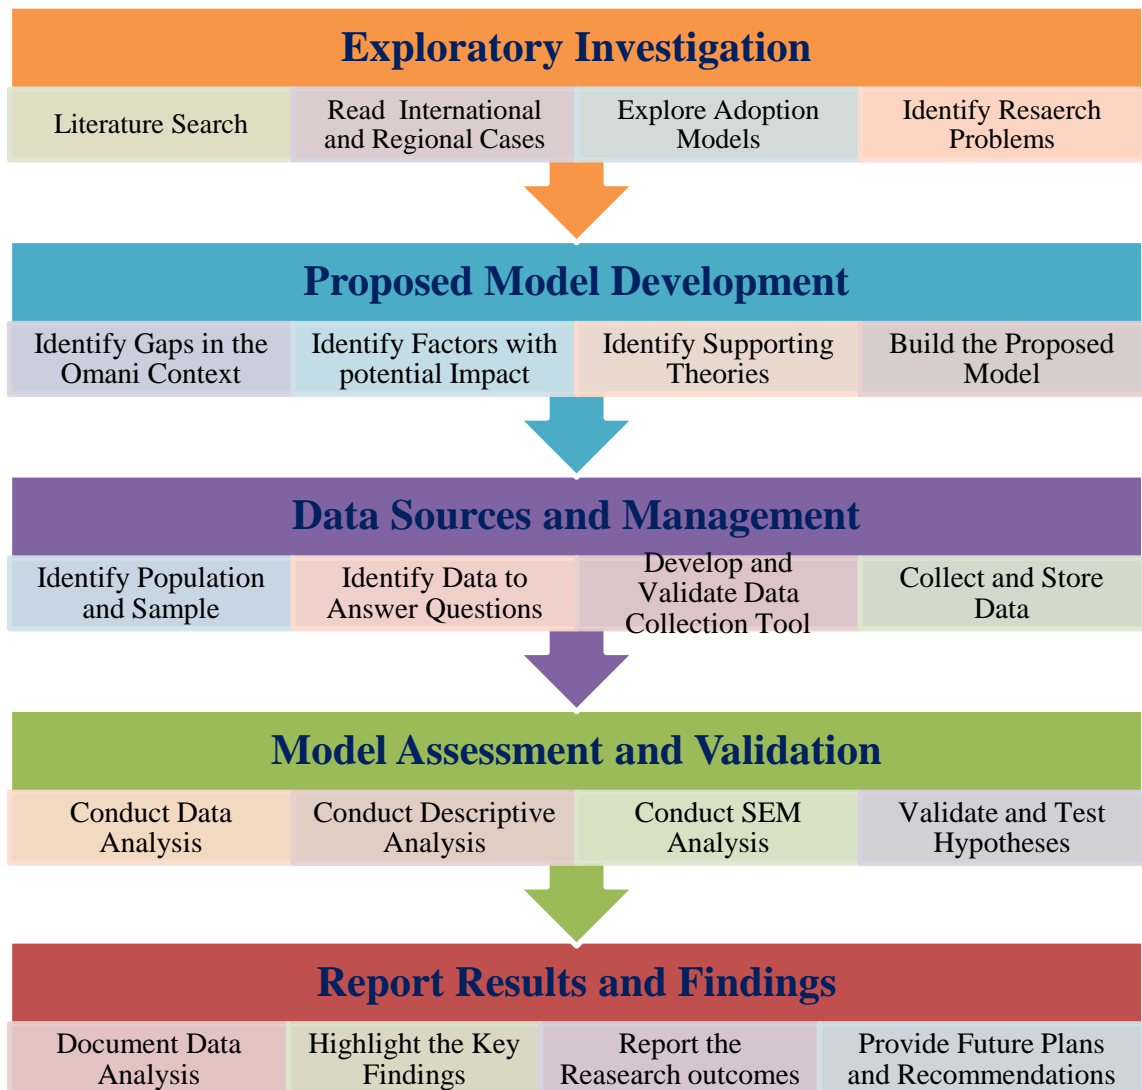 Exploratory Investigation
Literature Search
Read International
and Regional Cases
Explore Adoption
Models
Identify Resaerch
Problems
Proposed Model Development
Identify Gaps in the
Omani Context
Identify Factors with
potential Impact
Identify Supporting
Theories
Build the Proposed
Model
Data Sources and Management
Identify Population
and Sample
Identify Data to
Answer Questions
Develop and
Validate Data
Collection Tool
Collect and Store
Data
Model Assessment and Validation
Conduct Data
Analysis
Conduct Descriptive
Analysis
Conduct SEM
Analysis
Validate and Test
Hypotheses
Report Results and Findings
Document Data
Analysis
Highlight the Key
Findings
Report the
Reasearch outcomes
Provide Future Plans
and Recommendations